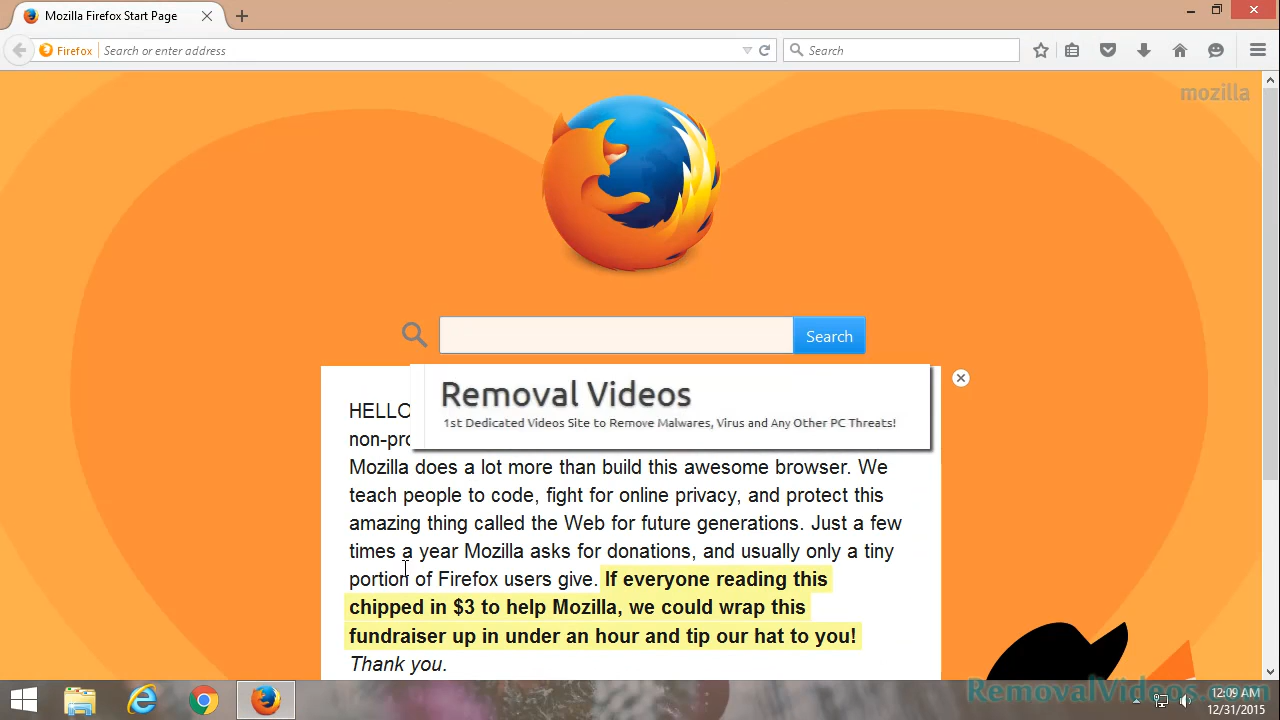 Mozilla Firefox Start Page
Firefox
Search or enter address
Search
mozilla
Search
Removal Videos
1st Dedicated Videos Site to Remove Malwares, Virus and Any Other PC Threats!
HELLO
non-pro
Mozilla does a lot more than build this awesome browser. We
teach people to code, fight for online privacy, and protect this
amazing thing called the Web for future generations. Just a few
times a year Mozilla asks for donations, and usually only a tiny
portion of Firefox users give. If everyone reading this
chipped in $3 to help Mozilla, we could wrap this
fundraiser up in under an hour and tip our hat to you!
Thank you.
RemovalVideos.com
12:09 AM
12/31/2015